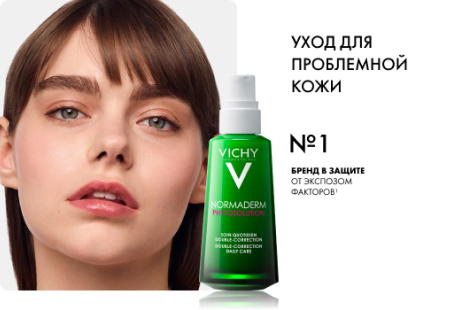 УХОД ДЛЯ
ПРОБЛЕМНОЙ
КОЖИ
№1
БРЕНД В ЗАЩИТЕ
ОТ ЭКСПОЗОМ
ФАКТОРОВ¹
VICHY
V
NORMADERM
PHYTOSOLUTION
SOIN QUOTIDIEN
DOUBLE-CORRECTION
DOUBLE-CORRECTION
DAILY CARE